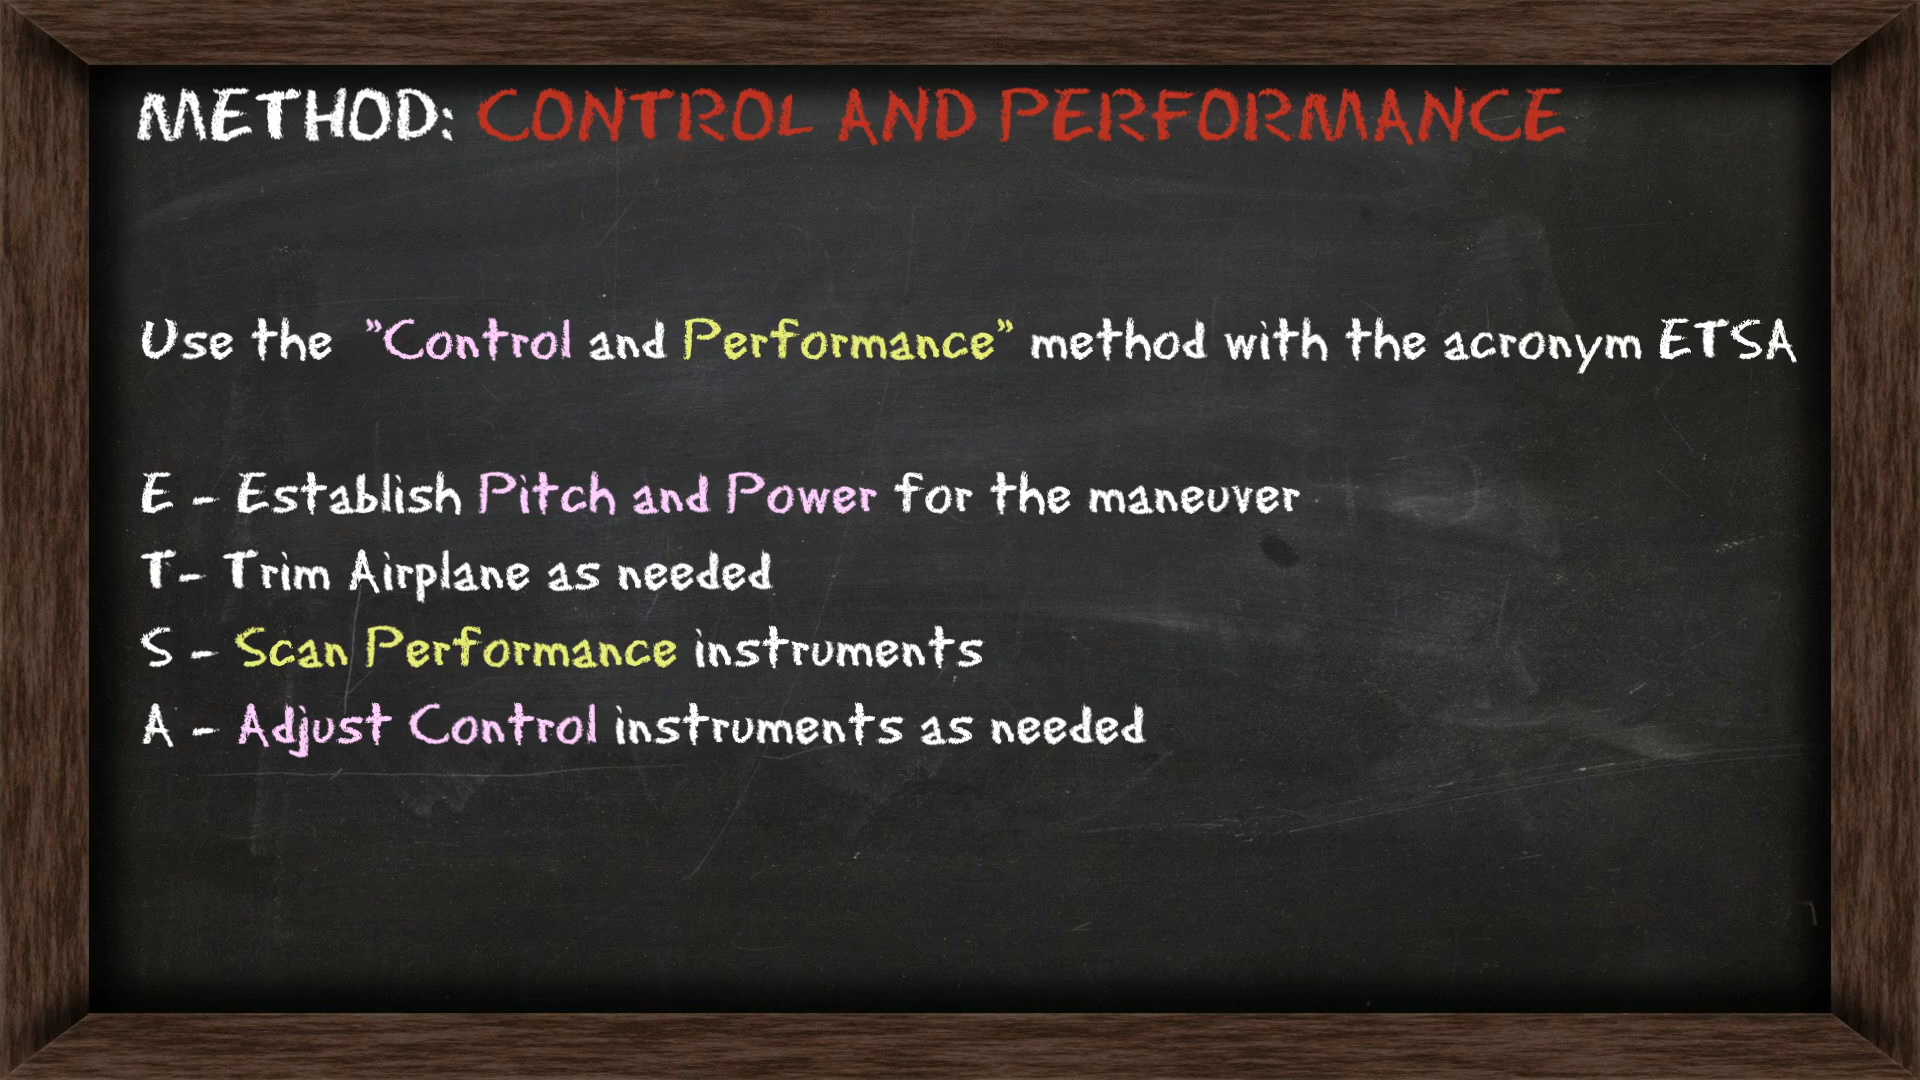 METHOD: CONTROL AND PERFORMANCE
Use the "Control and Performance" method with the acronym ETSA
E - Establish Pitch and Power for the maneuver
T- Trim Airplane as needed
S - Scan Performance instruments
A - Adjust Control instruments as needed